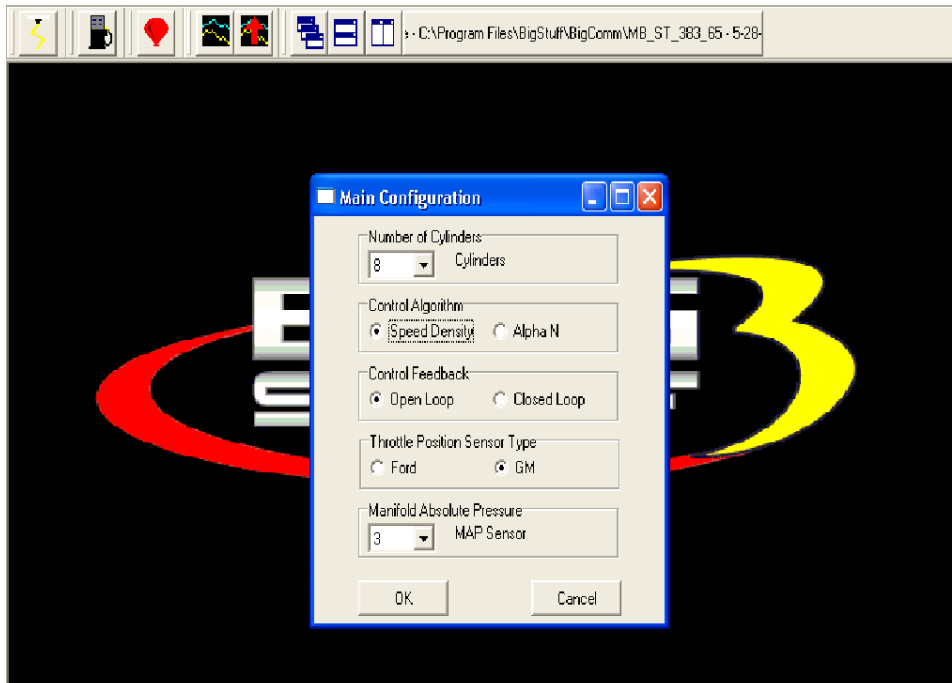 - C:\Program Files\BigStuff\BigComm\MB_ST_383_65 - 5-28-
Main Configuration
Number of Cylinders
8 Cylinders
Control Algorithm
Speed Density Alpha N
Control Feedback
Open Loop Closed Loop
Throttle Position Sensor Type
Ford GM
Manifold Absolute Pressure
3 MAP Sensor
OK Cancel
3